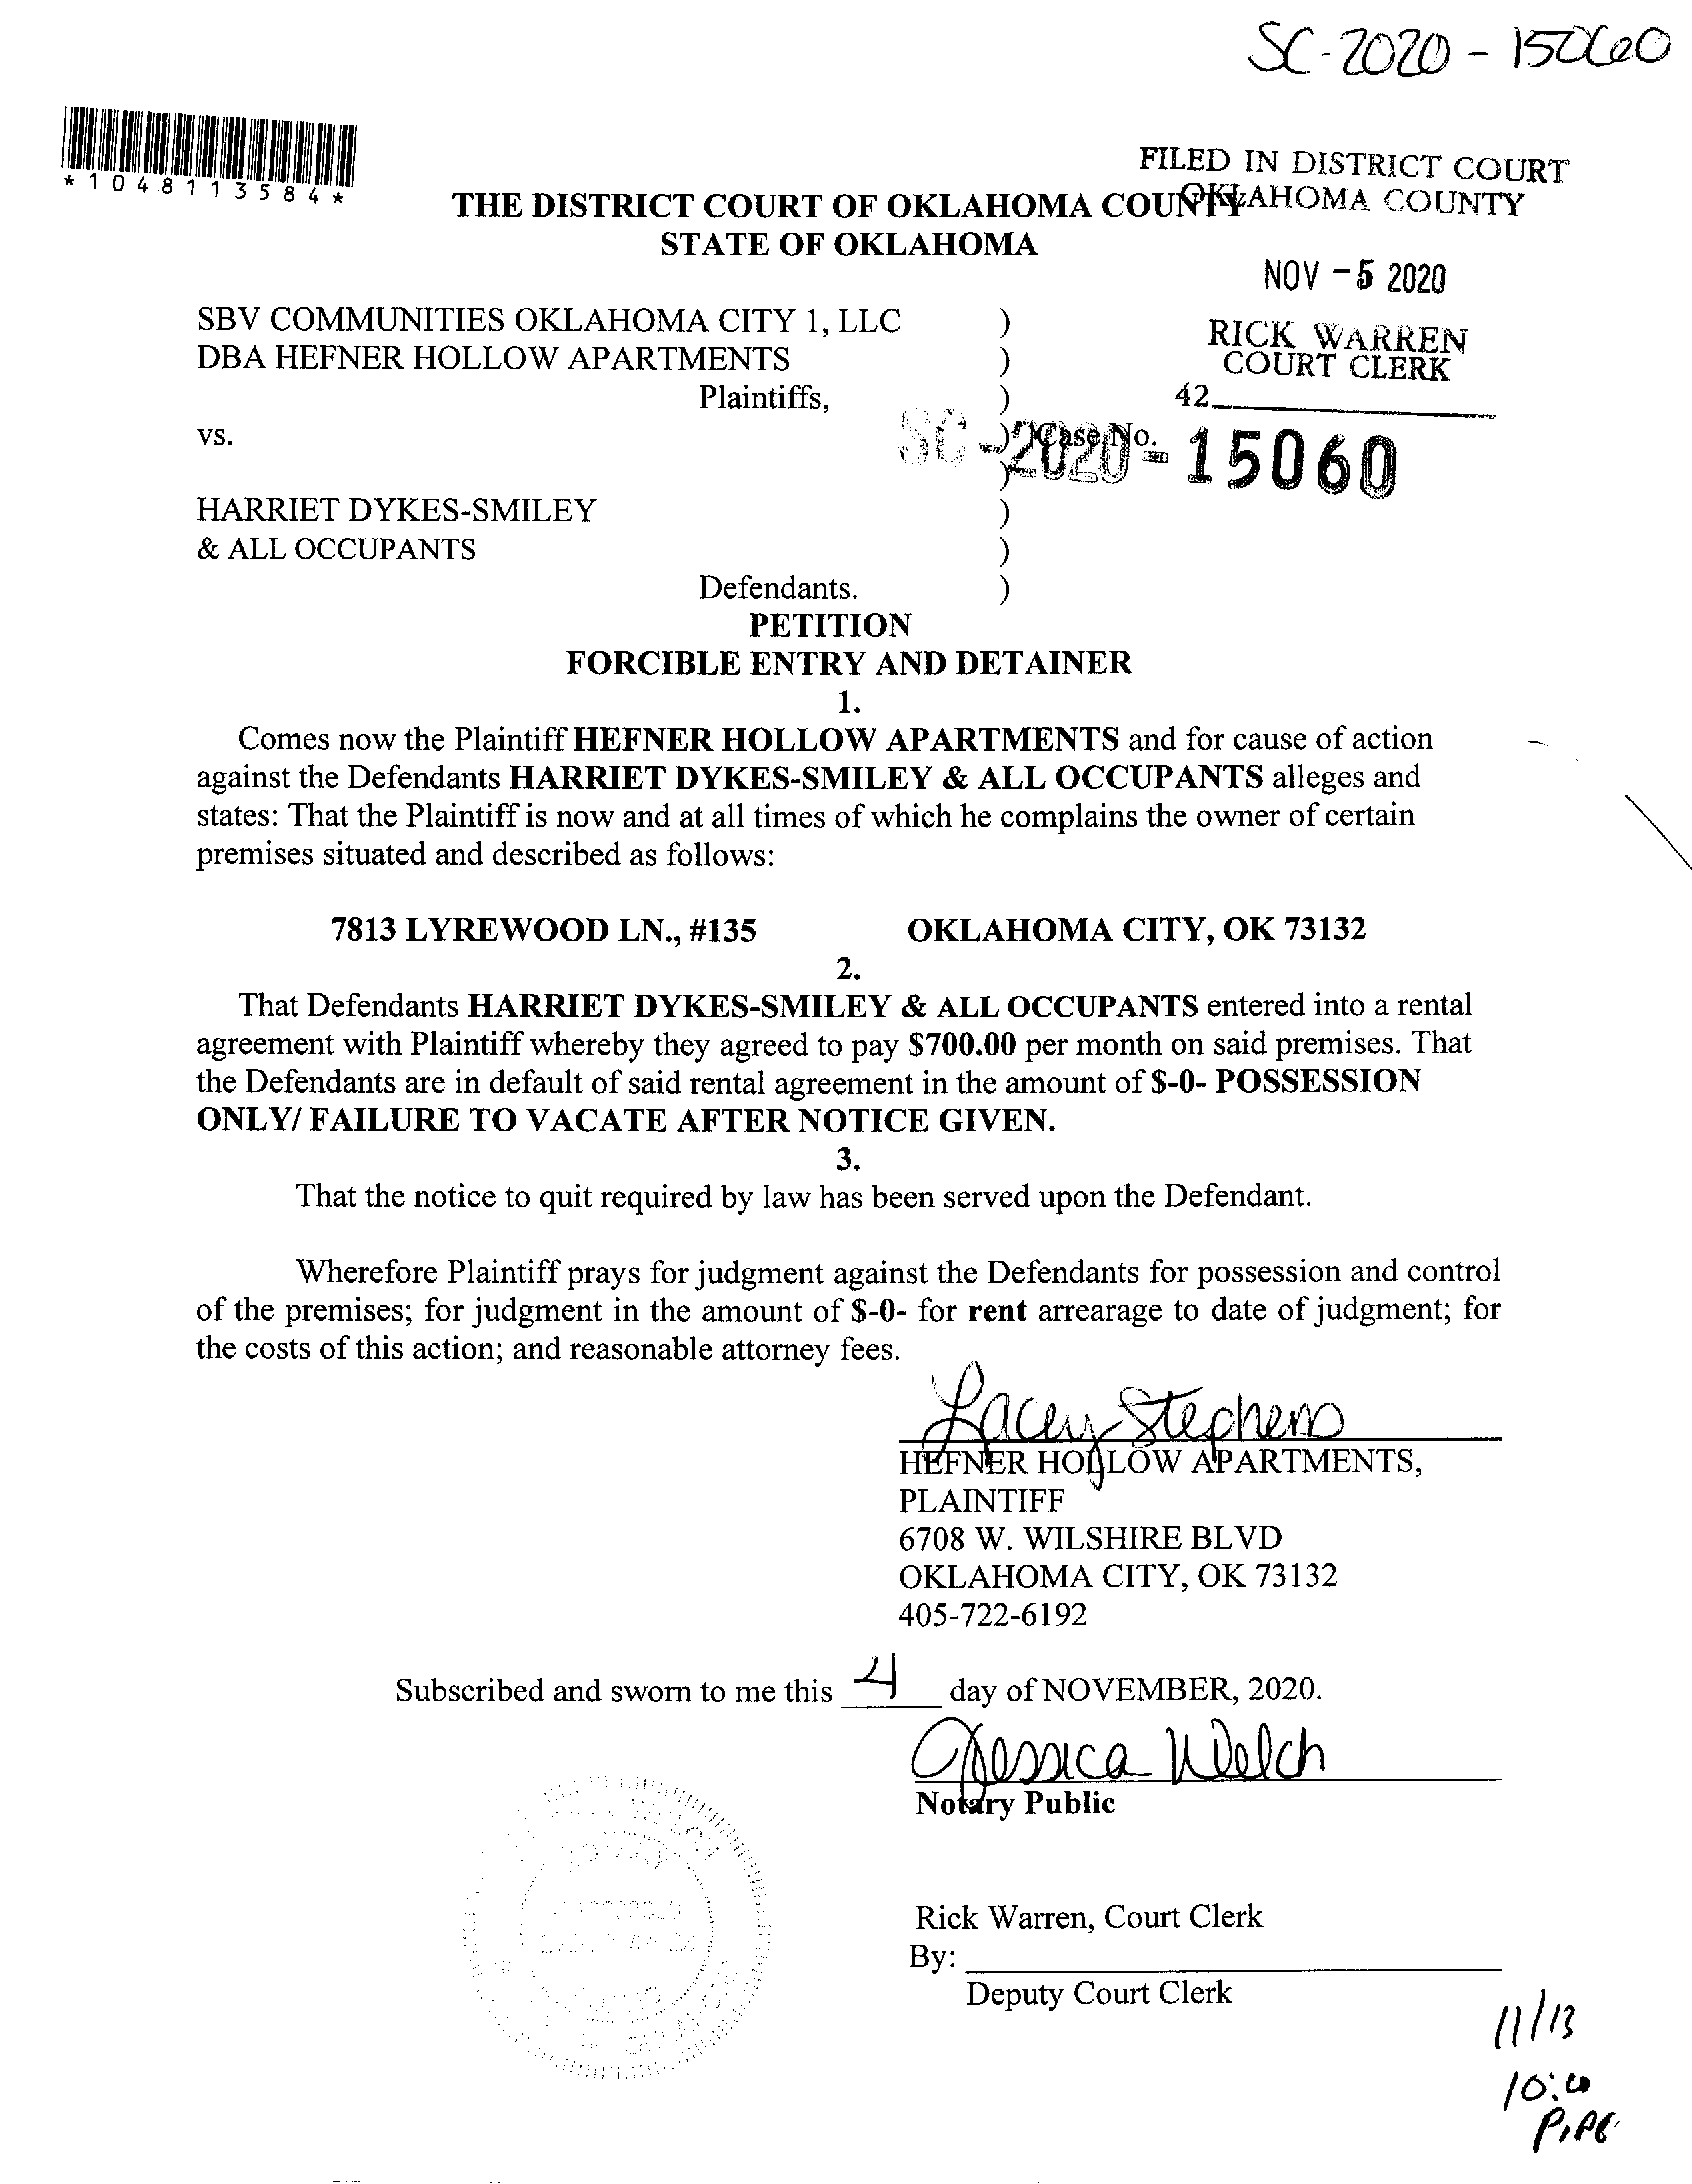 SC-2020-15060
*1048113584*
FILED IN DISTRICT COURT
OKLAHOMA COUNTY
THE DISTRICT COURT OF OKLAHOMA COUNTY
STATE OF OKLAHOMA
NOV -5 2020
SBV COMMUNITIES OKLAHOMA CITY 1, LLC )
DBA HEFNER HOLLOW APARTMENTS )
RICK WARREN
COURT CLERK
Plaintiffs, )
42
vs. ) Case No.
SC-2020-15060
)
HARRIET DYKES-SMILEY )
& ALL OCCUPANTS )
Defendants. )
PETITION
FORCIBLE ENTRY AND DETAINER
1.
Comes now the Plaintiff HEFNER HOLLOW APARTMENTS and for cause of action
against the Defendants HARRIET DYKES-SMILEY & ALL OCCUPANTS alleges and
states: That the Plaintiff is now and at all times of which he complains the owner of certain
premises situated and described as follows:
7813 LYREWOOD LN., #135 OKLAHOMA CITY, OK 73132
2.
That Defendants HARRIET DYKES-SMILEY & ALL OCCUPANTS entered into a rental
agreement with Plaintiff whereby they agreed to pay $700.00 per month on said premises. That
the Defendants are in default of said rental agreement in the amount of $-0- POSSESSION
ONLY/ FAILURE TO VACATE AFTER NOTICE GIVEN.
3.
That the notice to quit required by law has been served upon the Defendant.
Wherefore Plaintiff prays for judgment against the Defendants for possession and control
of the premises; for judgment in the amount of $-0- for rent arrearage to date of judgment; for
the costs of this action; and reasonable attorney fees.
Lacey Stephens
HEFNER HOLLOW APARTMENTS,
PLAINTIFF
6708 W. WILSHIRE BLVD
OKLAHOMA CITY, OK 73132
405-722-6192
Subscribed and sworn to me this 4 day of NOVEMBER, 2020.
Jessica Welch
Notary Public
Rick Warren, Court Clerk
By:
Deputy Court Clerk
11/13